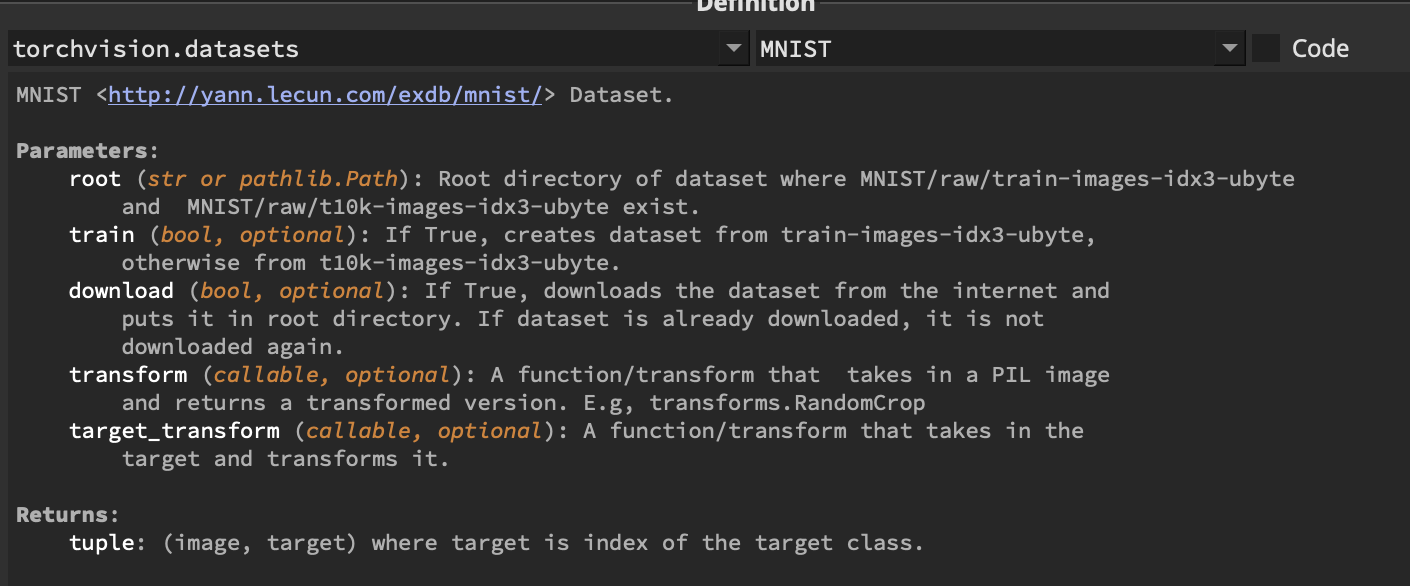 Definition
torchvision.datasets MNIST Code
MNIST <http://yann.lecun.com/exdb/mnist/> Dataset.
Parameters:
root (str or pathlib.Path): Root directory of dataset where MNIST/raw/train-images-idx3-ubyte
and  MNIST/raw/t10k-images-idx3-ubyte exist.
train (bool, optional): If True, creates dataset from train-images-idx3-ubyte,
otherwise from t10k-images-idx3-ubyte.
download (bool, optional): If True, downloads the dataset from the internet and
puts it in root directory. If dataset is already downloaded, it is not
downloaded again.
transform (callable, optional): A function/transform that  takes in a PIL image
and returns a transformed version. E.g, transforms.RandomCrop
target_transform (callable, optional): A function/transform that takes in the
target and transforms it.
Returns:
tuple: (image, target) where target is index of the target class.